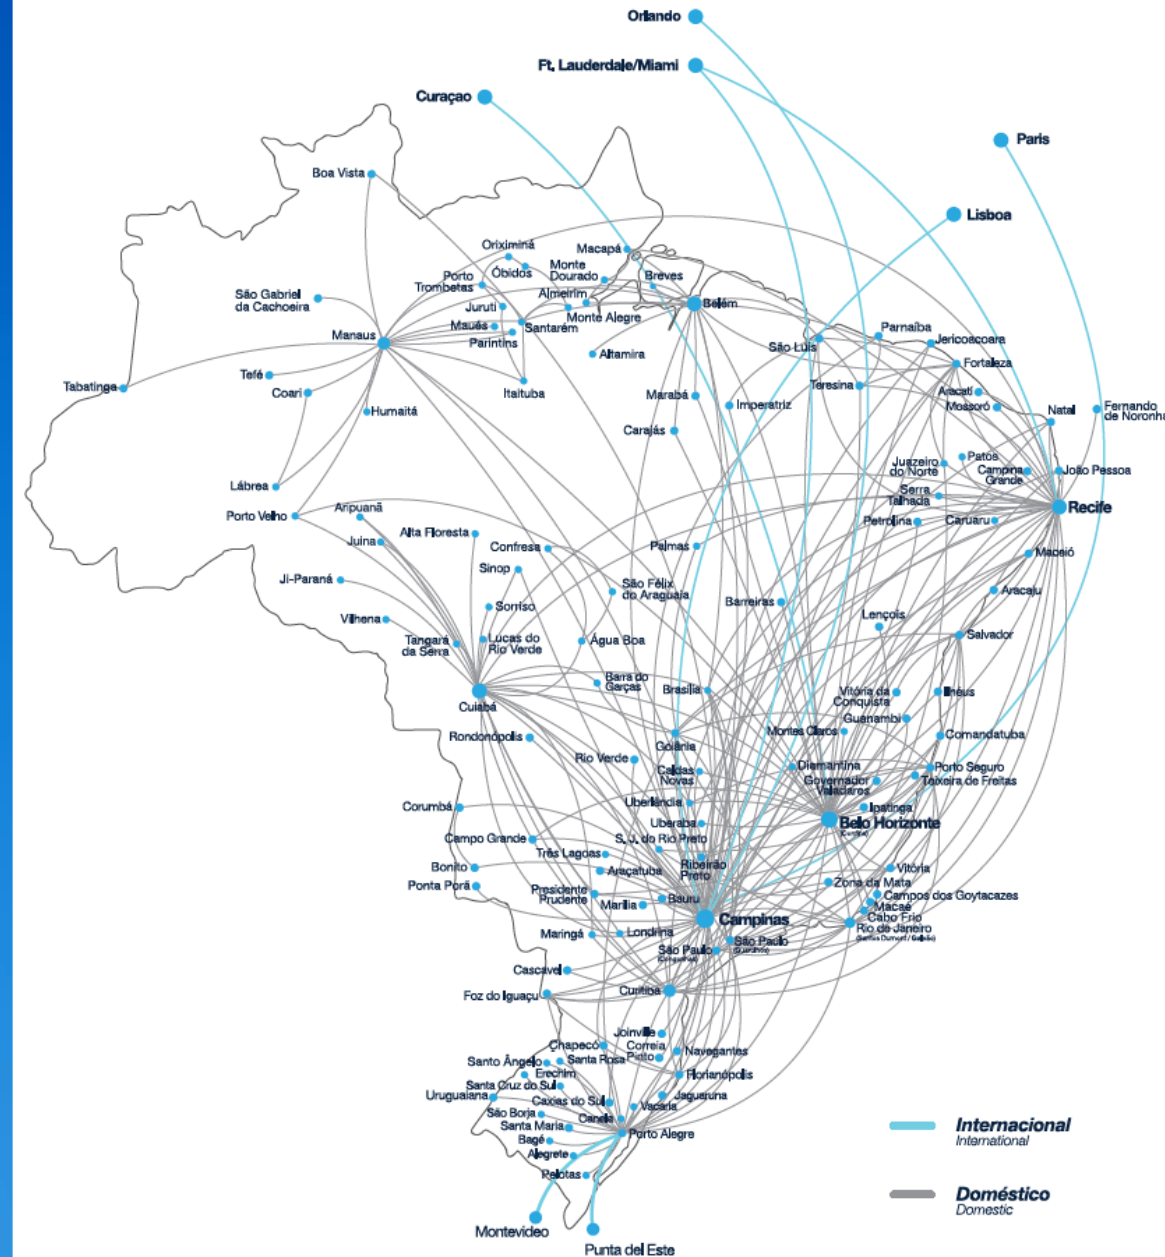 Orlando
Ft. Lauderdale/Miami
Curaçao
Paris
Boa Vista
Lisboa
Oriximiná
Macapá
Óbidos
Monte
Dourado
Breves
Porto
Trombetas
São Gabriel
da Cachoeira
Almeirim
Belém
Juruti
Monte Alegre
Maués
Santarém
Parnaíba
Manaus
Parintins
São Luís
Jericoacoara
Altamira
Fortaleza
Tabatinga
Tefé
Coari
Itaituba
Teresina
Aracati
Marabá
Imperatriz
Mossoró
Natal
Fernando
de Noronha
Humaitá
Carajás
Juazeiro
do Norte
Patos
Campina
Grande
João Pessoa
Lábrea
Serra
Talhada
Recife
Porto Velho
Aripuanã
Petrolina
Caruaru
Alta Floresta
Juína
Confresa
Palmas
Maceió
Sinop
Ji-Paraná
São Félix
do Araguaia
Aracaju
Sorriso
Barreiras
Vilhena
Lençois
Tangará
da Serra
Lucas do
Rio Verde
Água Boa
Salvador
Barra do
Garças
Brasília
Vitória da
Conquista
Ilhéus
Cuiabá
Guanambi
Rondonópolis
Montes Claros
Comandatuba
Goiânia
Rio Verde
Caldas
Novas
Diamantina
Porto Seguro
Governador
Valadares
Teixeira de Freitas
Corumbá
Uberlândia
Ipatinga
Uberaba
Belo Horizonte
(Confins)
Campo Grande
S. J. do Rio Preto
Três Lagoas
Ribeirão
Preto
Bonito
Araçatuba
Vitória
Ponta Porã
Zona da Mata
Presidente
Prudente
Bauru
Campos dos Goytacazes
Marília
Macaé
Campinas
Cabo Frio
Maringá
Londrina
Rio de Janeiro
(Santos Dumont / Galeão)
São Paulo
(Guarulhos)
São Paulo
(Congonhas)
Cascavel
Foz do Iguaçu
Curitiba
Joinville
Chapecó
Correia
Pinto
Navegantes
Santo Ângelo
Santa Rosa
Erechim
Florianópolis
Santa Cruz do Sul
Uruguaiana
Caxias do Sul
Jaguaruna
Vacaria
São Borja
Canela
Santa Maria
Porto Alegre
Bagé
Alegrete
Pelotas
Montevideo
Punta del Este
Internacional
International
Doméstico
Domestic